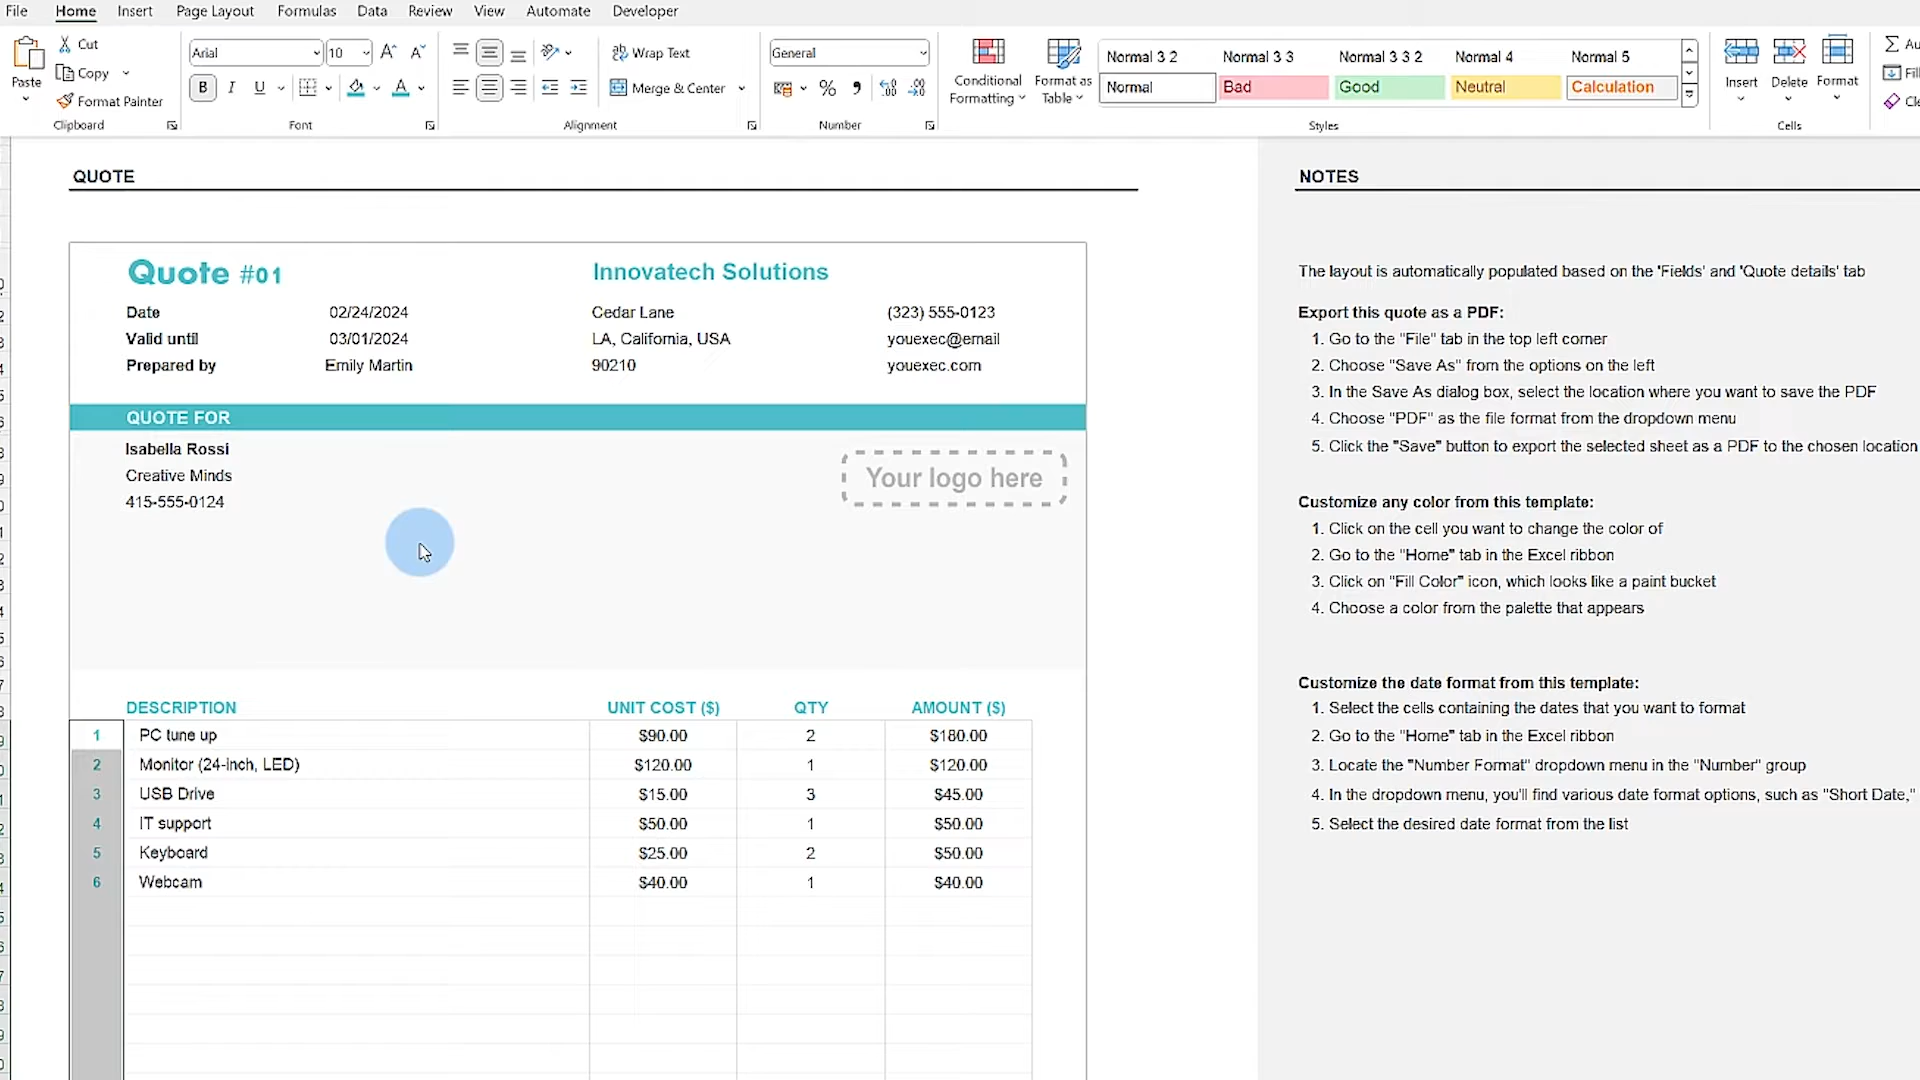 File Home Insert Page Layout Formulas Data Review View Automate Developer
Paste
Cut
Copy
Format Painter
Clipboard
Arial 10
B I U
Font
Wrap Text
Merge & Center
Alignment
General
%
Number
Conditional Formatting
Format as Table
Normal 3 2 Normal 3 3 Normal 3 3 2 Normal 4 Normal 5
Normal Bad Good Neutral Calculation
Styles
Insert Delete Format
Cells
QUOTE
Quote #01
Innovatech Solutions
Date 02/24/2024 Cedar Lane (323) 555-0123
Valid until 03/01/2024 LA, California, USA youexec@email
Prepared by Emily Martin 90210 youexec.com
QUOTE FOR
Isabella Rossi
Creative Minds
415-555-0124
Your logo here
DESCRIPTION UNIT COST ($) QTY AMOUNT ($)
1 PC tune up $90.00 2 $180.00
2 Monitor (24-inch, LED) $120.00 1 $120.00
3 USB Drive $15.00 3 $45.00
4 IT support $50.00 1 $50.00
5 Keyboard $25.00 2 $50.00
6 Webcam $40.00 1 $40.00
NOTES
The layout is automatically populated based on the 'Fields' and 'Quote details' tab
Export this quote as a PDF:
1. Go to the "File" tab in the top left corner
2. Choose "Save As" from the options on the left
3. In the Save As dialog box, select the location where you want to save the PDF
4. Choose "PDF" as the file format from the dropdown menu
5. Click the "Save" button to export the selected sheet as a PDF to the chosen location
Customize any color from this template:
1. Click on the cell you want to change the color of
2. Go to the "Home" tab in the Excel ribbon
3. Click on "Fill Color" icon, which looks like a paint bucket
4. Choose a color from the palette that appears
Customize the date format from this template:
1. Select the cells containing the dates that you want to format
2. Go to the "Home" tab in the Excel ribbon
3. Locate the "Number Format" dropdown menu in the "Number" group
4. In the dropdown menu, you'll find various date format options, such as "Short Date,"
5. Select the desired date format from the list